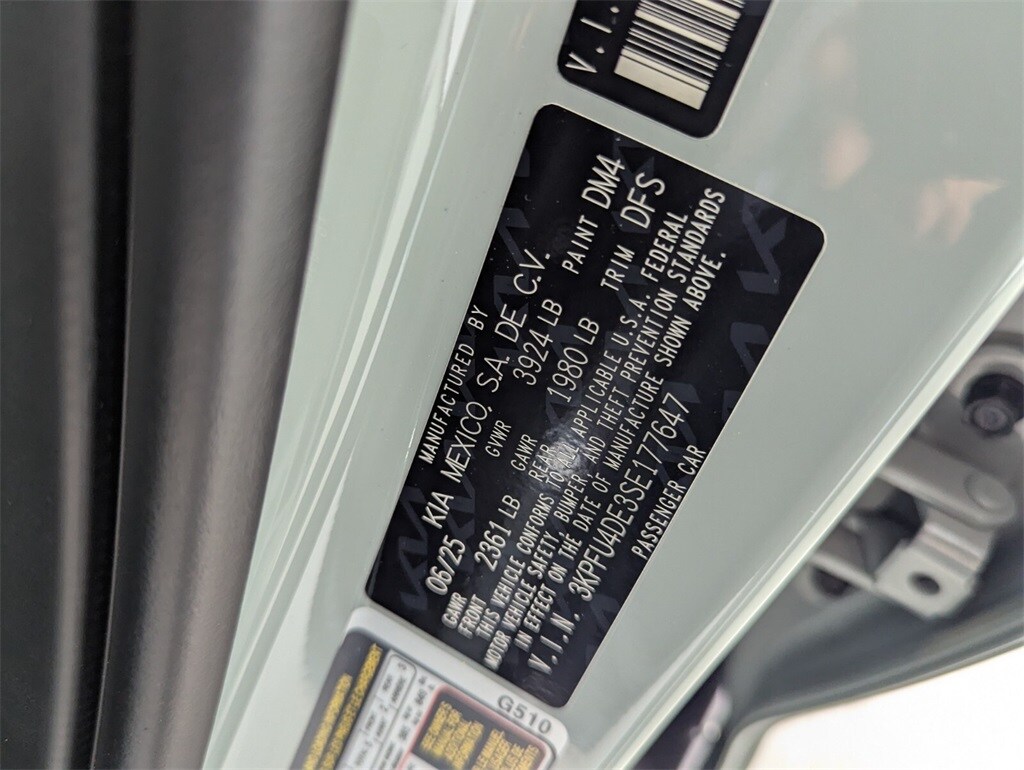 V.I.
MANUFACTURED BY
06/25 KIA MEXICO, S.A. DE C.V.
GVWR 3924 LB PAINT DM4
GAWR FRONT 2361 LB GAWR REAR 1980 LB TRIM DFS
THIS VEHICLE CONFORMS TO ALL APPLICABLE U.S.A. FEDERAL
MOTOR VEHICLE SAFETY, BUMPER AND THEFT PREVENTION STANDARDS
IN EFFECT ON THE DATE OF MANUFACTURE SHOWN ABOVE.
V.I.N. 3KPFU4DE3SE177647
PASSENGER CAR
G510